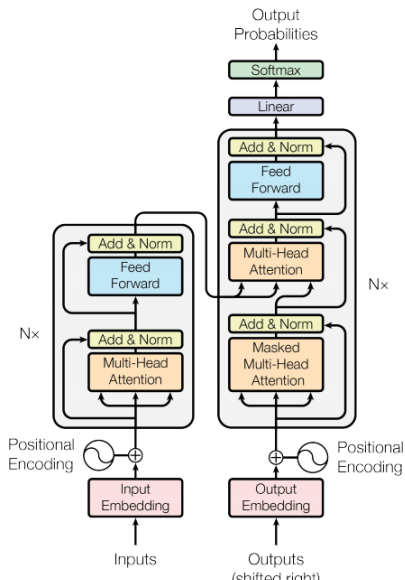 Output
Probabilities
Softmax
Linear
Add & Norm
Feed
Forward
Add & Norm
Multi-Head
Attention
Add & Norm
Masked
Multi-Head
Attention
N×
Add & Norm
Feed
Forward
N×
Add & Norm
Multi-Head
Attention
Positional
Encoding
Positional
Encoding
Input
Embedding
Output
Embedding
Inputs
Outputs
(shifted right)